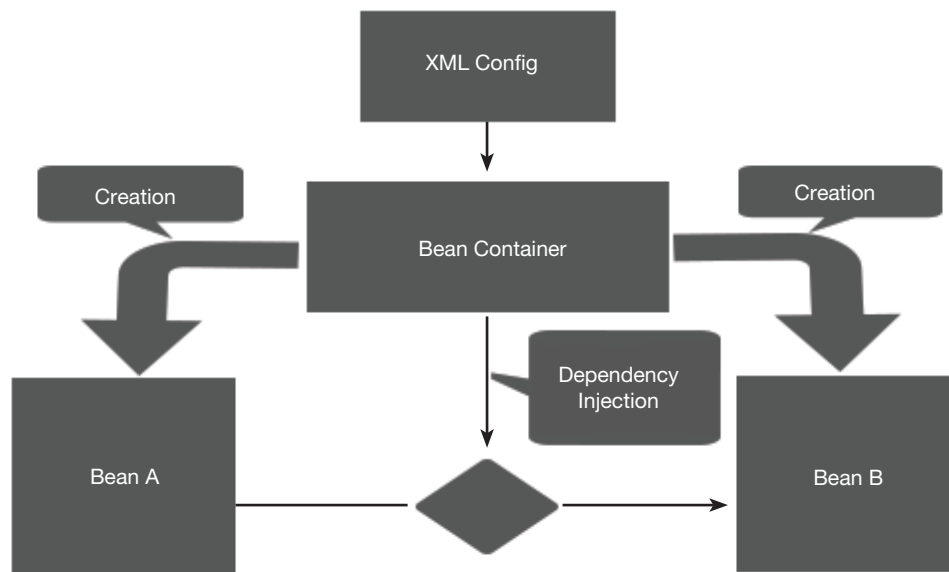 XML Config
Creation
Creation
Bean Container
Dependency
Injection
Bean A
Bean B